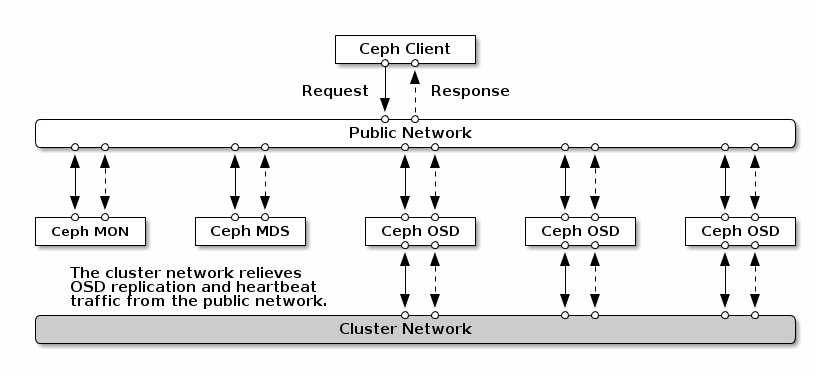 Ceph Client
Request Response
Public Network
Ceph MON Ceph MDS Ceph OSD Ceph OSD Ceph OSD
The cluster network relieves
OSD replication and heartbeat
traffic from the public network.
Cluster Network